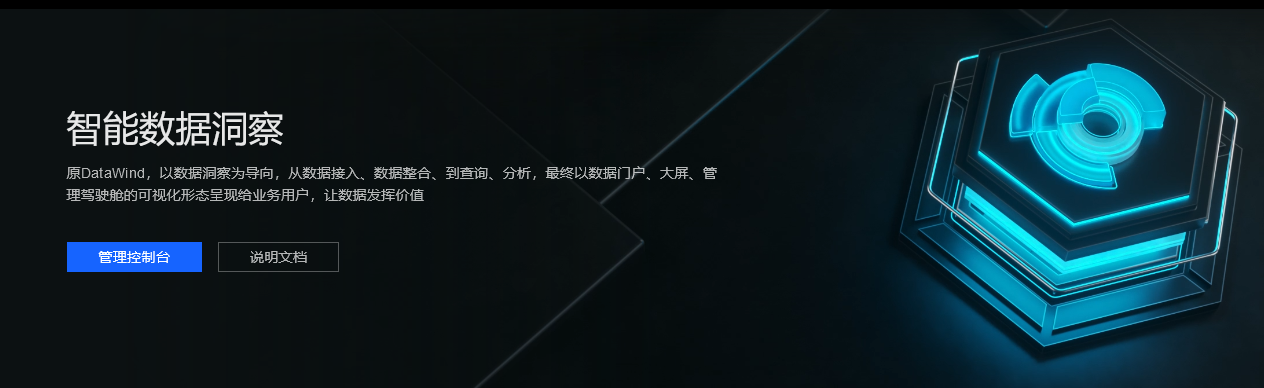 智能数据洞察
原DataWind，以数据洞察为导向，从数据接入、数据整合、到查询、分析，最终以数据门户、大屏、管
理驾驶舱的可视化形态呈现给业务用户，让数据发挥价值
管理控制台
说明文档